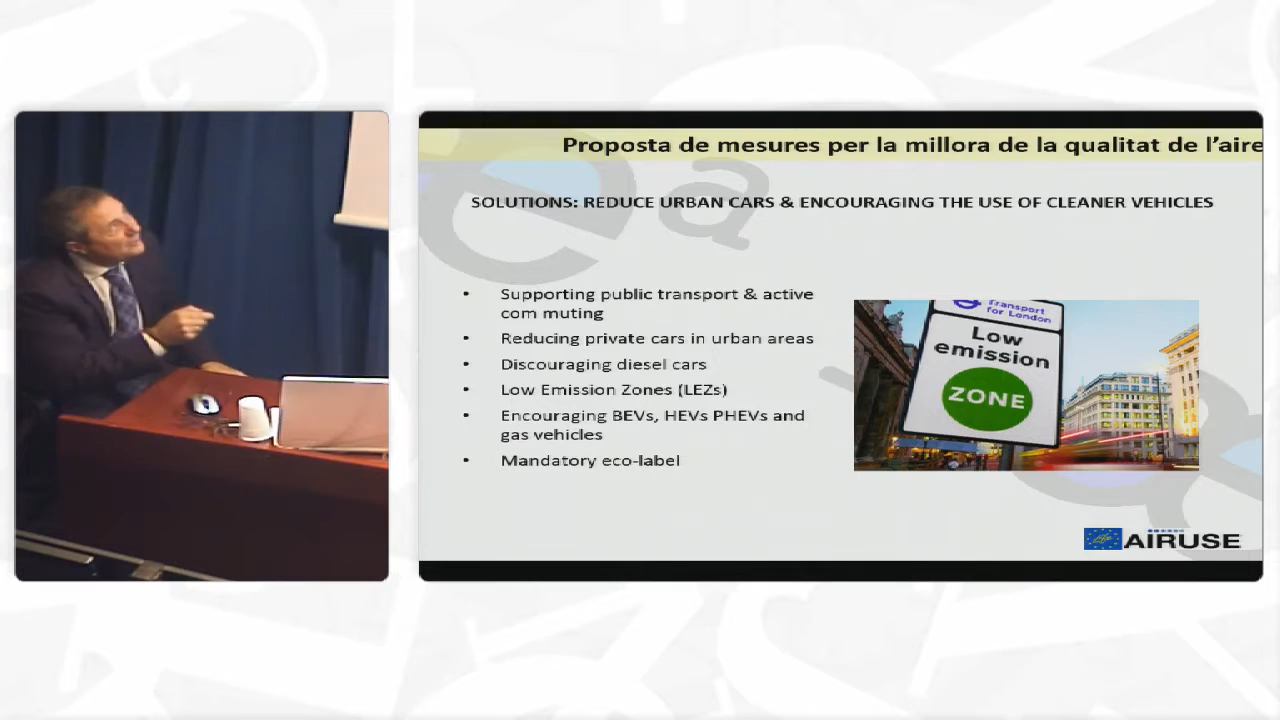 Proposta de mesures per la millora de la qualitat de l’aire
SOLUTIONS: REDUCE URBAN CARS & ENCOURAGING THE USE OF CLEANER VEHICLES
• Supporting public transport & active
com muting
• Reducing private cars in urban areas
• Discouraging diesel cars
• Low Emission Zones (LEZs)
• Encouraging BEVs, HEVs PHEVs and
gas vehicles
• Mandatory eco-label
Transport
for London
Low
emission
ZONE
AIRUSE